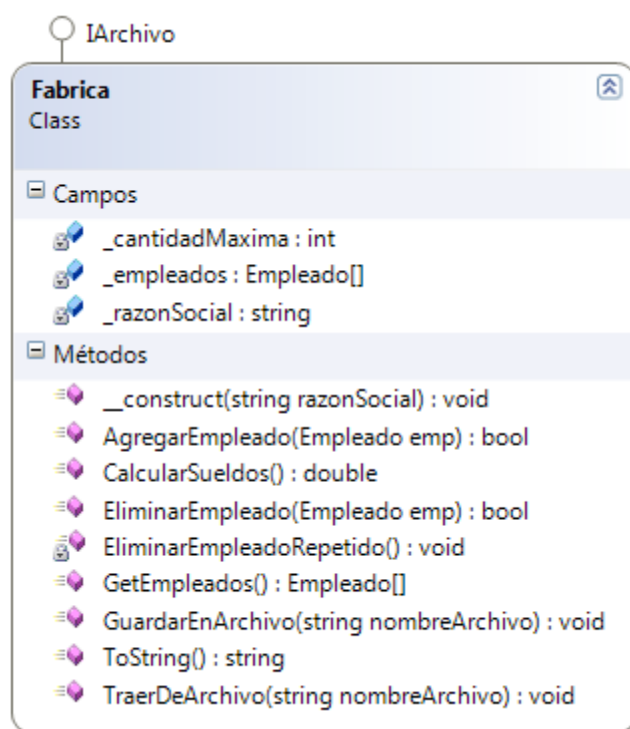 IArchivo
Fabrica
Class
Campos
_cantidadMaxima : int
_empleados : Empleado[]
_razonSocial : string
Métodos
__construct(string razonSocial) : void
AgregarEmpleado(Empleado emp) : bool
CalcularSueldos() : double
EliminarEmpleado(Empleado emp) : bool
EliminarEmpleadoRepetido() : void
GetEmpleados() : Empleado[]
GuardarEnArchivo(string nombreArchivo) : void
ToString() : string
TraerDeArchivo(string nombreArchivo) : void